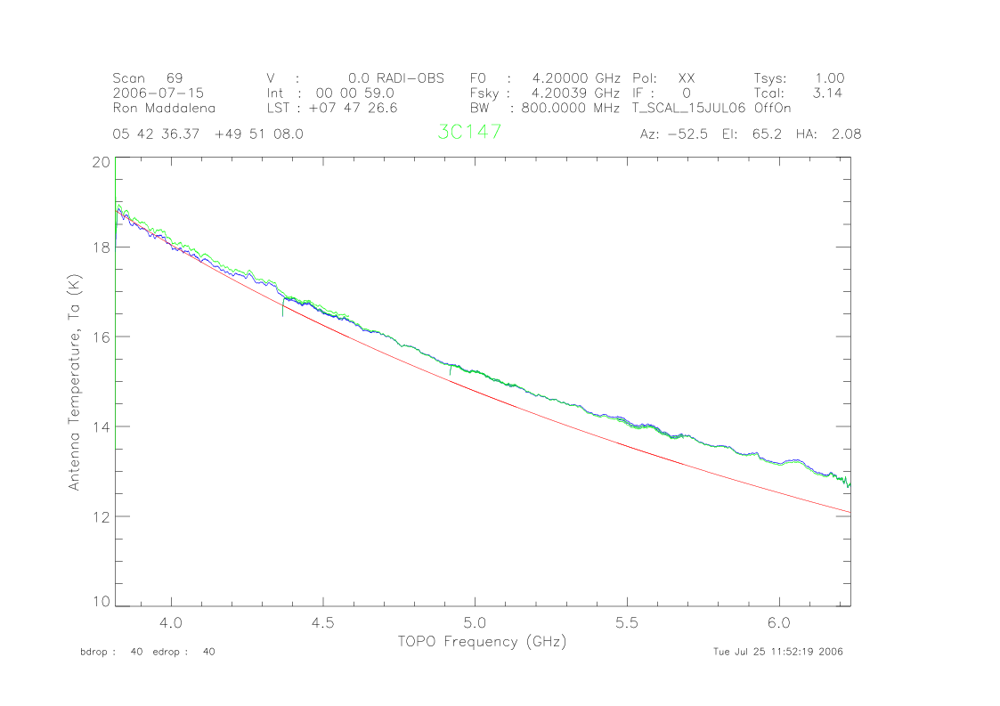 Scan 69 V : 0.0 RADI-OBS F0 : 4.20000 GHz Pol: XX Tsys: 1.00
2006-07-15 Int : 00 00 59.0 Fsky : 4.20039 GHz IF : 0 Tcal: 3.14
Ron Maddalena LST : +07 47 26.6 BW : 800.0000 MHz T_SCAL_15JUL06 OffOn
05 42 36.37 +49 51 08.0 3C147 Az: -52.5 El: 65.2 HA: 2.08
20
18
16
14
12
10
Antenna Temperature, Ta (K)
4.0 4.5 5.0 5.5 6.0
TOPO Frequency (GHz)
bdrop : 40 edrop : 40 Tue Jul 25 11:52:19 2006